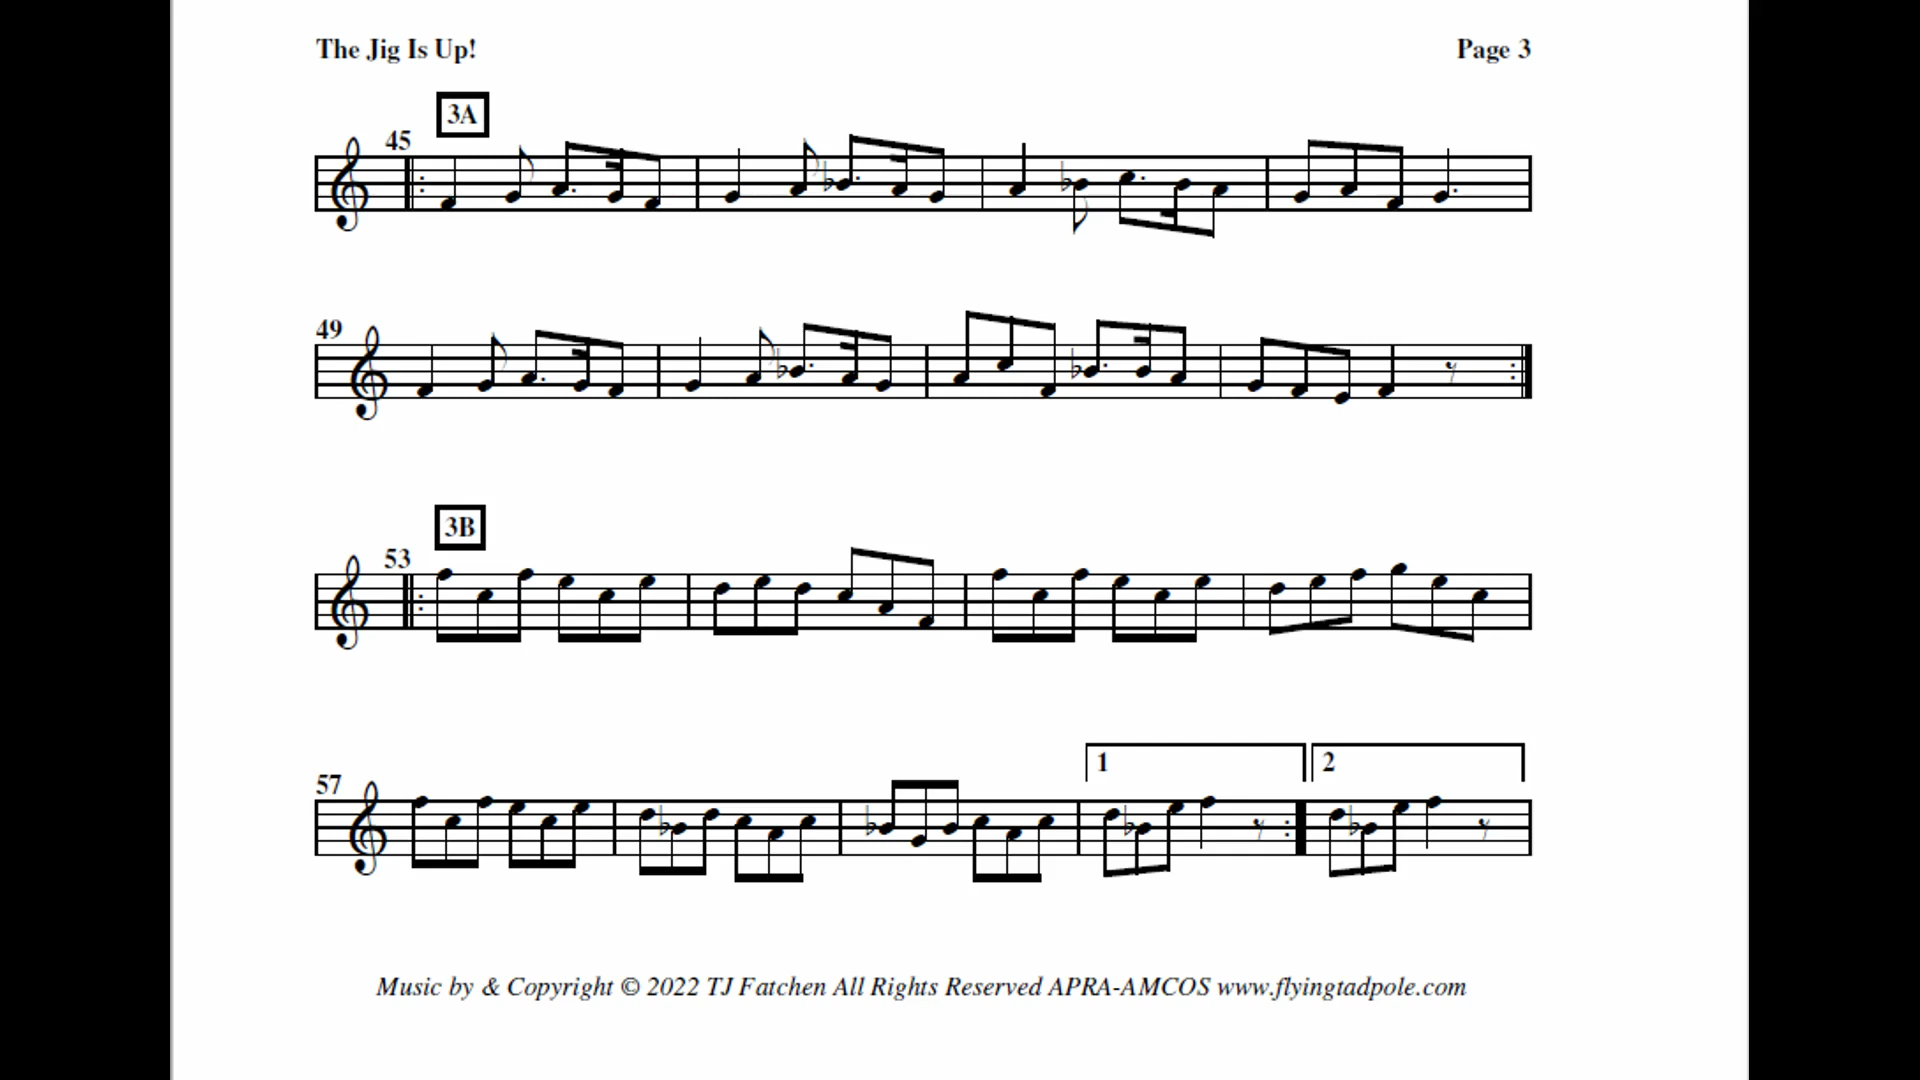 The Jig Is Up! Page 3
3A
45
49
3B
53
57
1 2
Music by & Copyright © 2022 TJ Fatchen All Rights Reserved APRA-AMCOS www.flyingtadpole.com